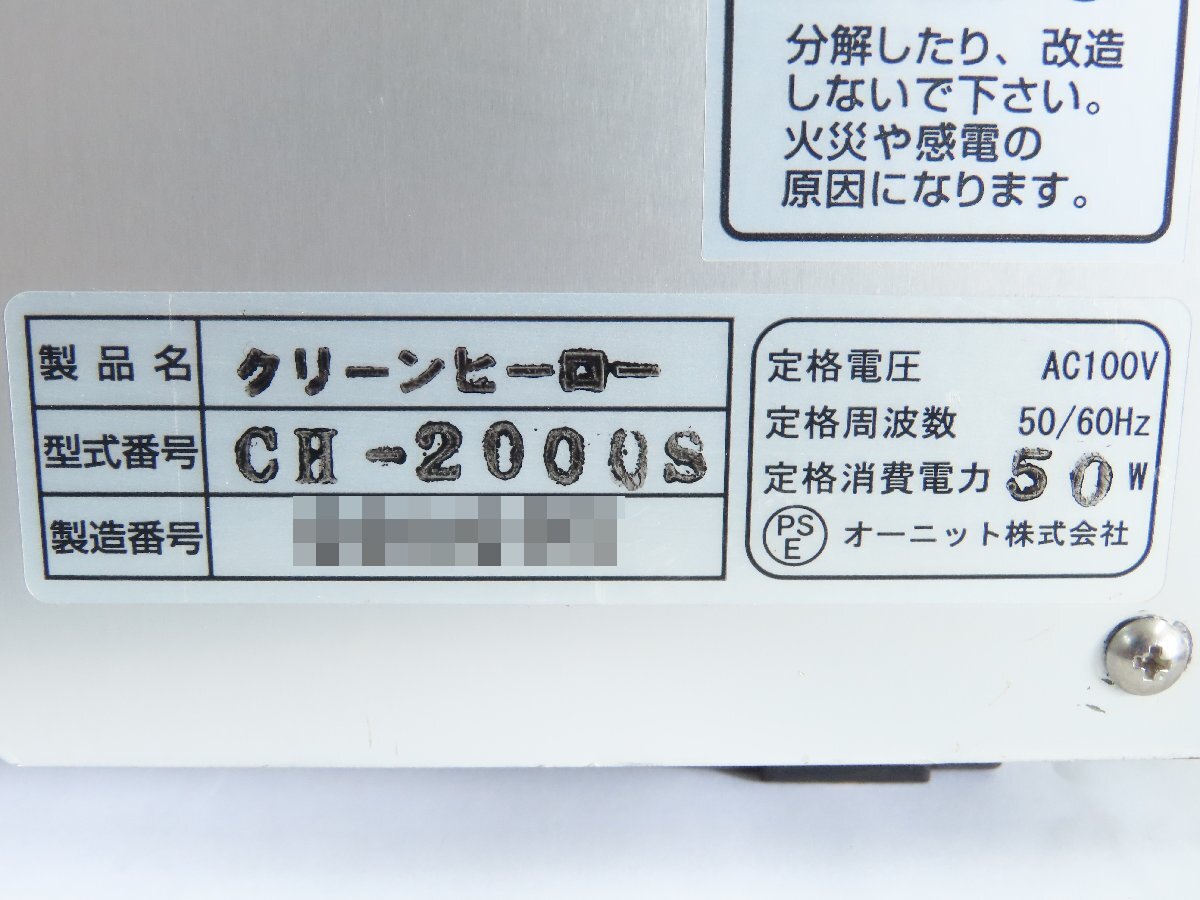 分解したり、改造
しないで下さい。
火災や感電の
原因になります。
製品名 クリーンヒーロー
型式番号 CH-2000S
製造番号
定格電圧 AC100V
定格周波数 50/60Hz
定格消費電力 50W
PSE オーニット株式会社